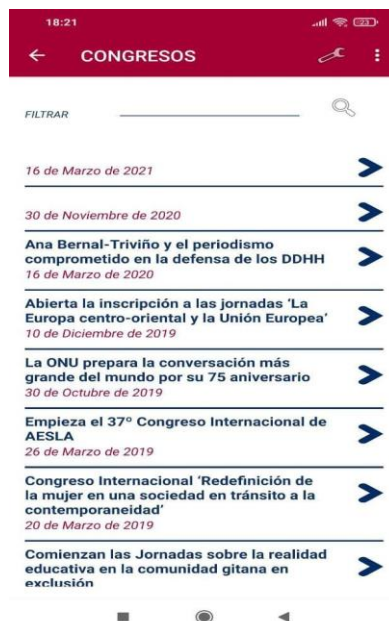 18:21
23
CONGRESOS
FILTRAR
16 de Marzo de 2021
30 de Noviembre de 2020
Ana Bernal-Triviño y el periodismo
comprometido en la defensa de los DDHH
16 de Marzo de 2020
Abierta la inscripción a las jornadas ‘La
Europa centro-oriental y la Unión Europea’
10 de Diciembre de 2019
La ONU prepara la conversación más
grande del mundo por su 75 aniversario
30 de Octubre de 2019
Empieza el 37º Congreso Internacional de
AESLA
26 de Marzo de 2019
Congreso Internacional ‘Redefinición de
la mujer en una sociedad en tránsito a la
contemporaneidad’
20 de Marzo de 2019
Comienzan las Jornadas sobre la realidad
educativa en la comunidad gitana en
exclusión